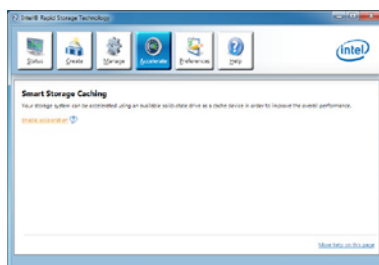 Intel® Rapid Storage Technology
Status
Create
Manage
Accelerate
Preferences
Help
intel
Smart Storage Caching
Your storage system can be accelerated using an available solid-state drive as a cache device in order to improve the overall performance.
Enable acceleration
More help on this page